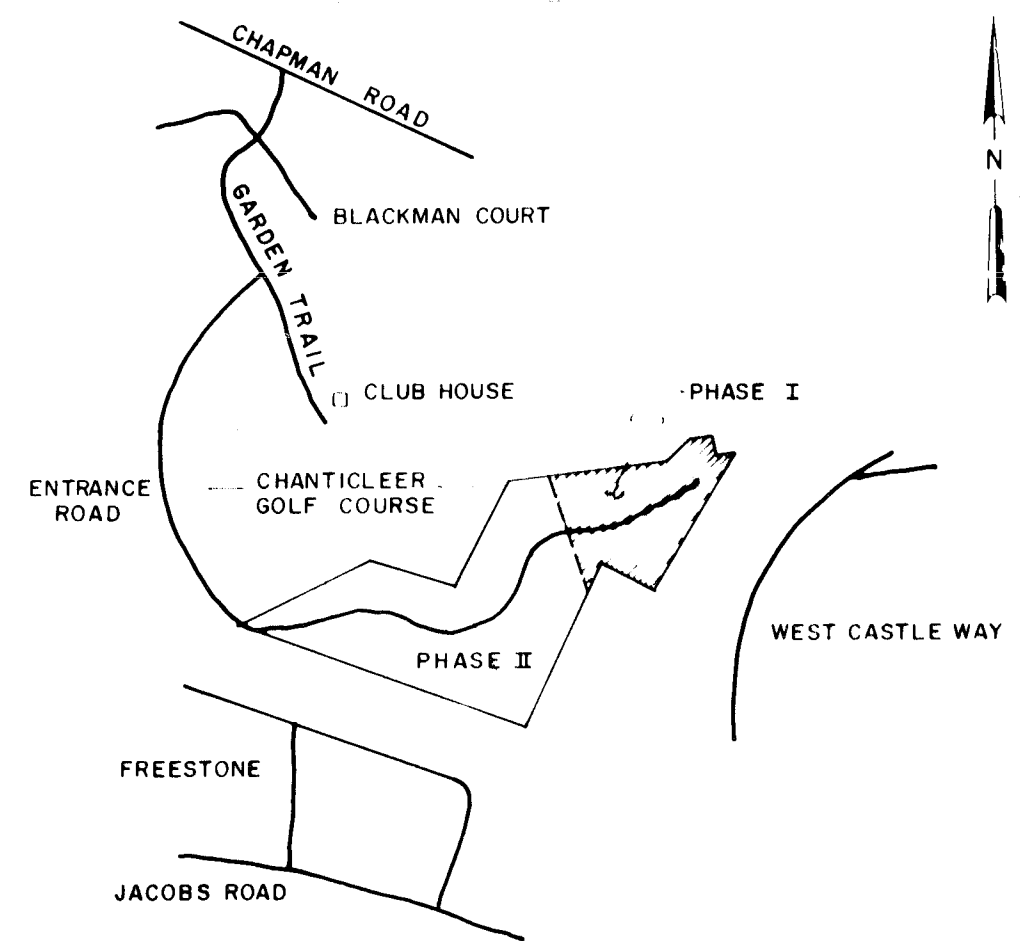 CHAPMAN ROAD
N
BLACKMAN COURT
GARDEN TRAIL
CLUB HOUSE
PHASE I
ENTRANCE
ROAD
CHANTICLEER
GOLF COURSE
WEST CASTLE WAY
PHASE II
FREESTONE
JACOBS ROAD